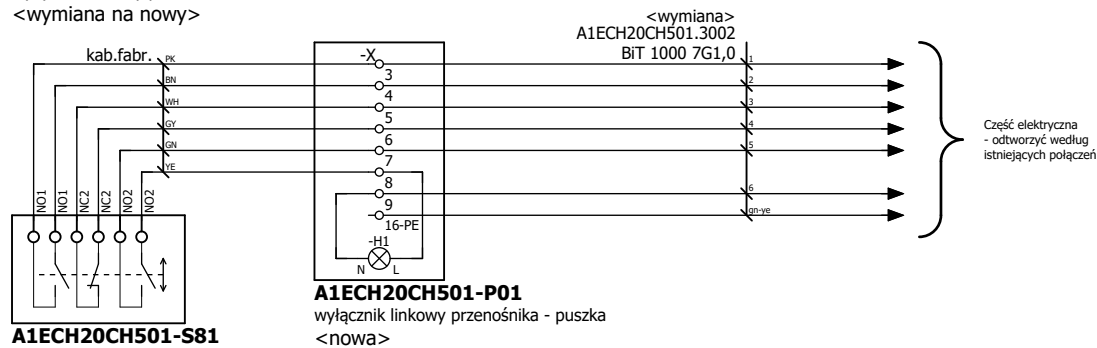 <wymiana na nowy>
<wymiana>
A1ECH20CH501.3002
BiT 1000 7G1,0
kab.fabr.
-X
PK
BN
WH
GY
GN
YE
3
4
5
6
7
8
9
16-PE
1
2
3
4
5
6
gn-ye
Część elektryczna
- odtworzyć według
istniejących połączeń
NO1
NO1
NC2
NC2
NO2
NO2
-H1
N
L
A1ECH20CH501-P01
wyłącznik linkowy przenośnika - puszka
<nowa>
A1ECH20CH501-S81